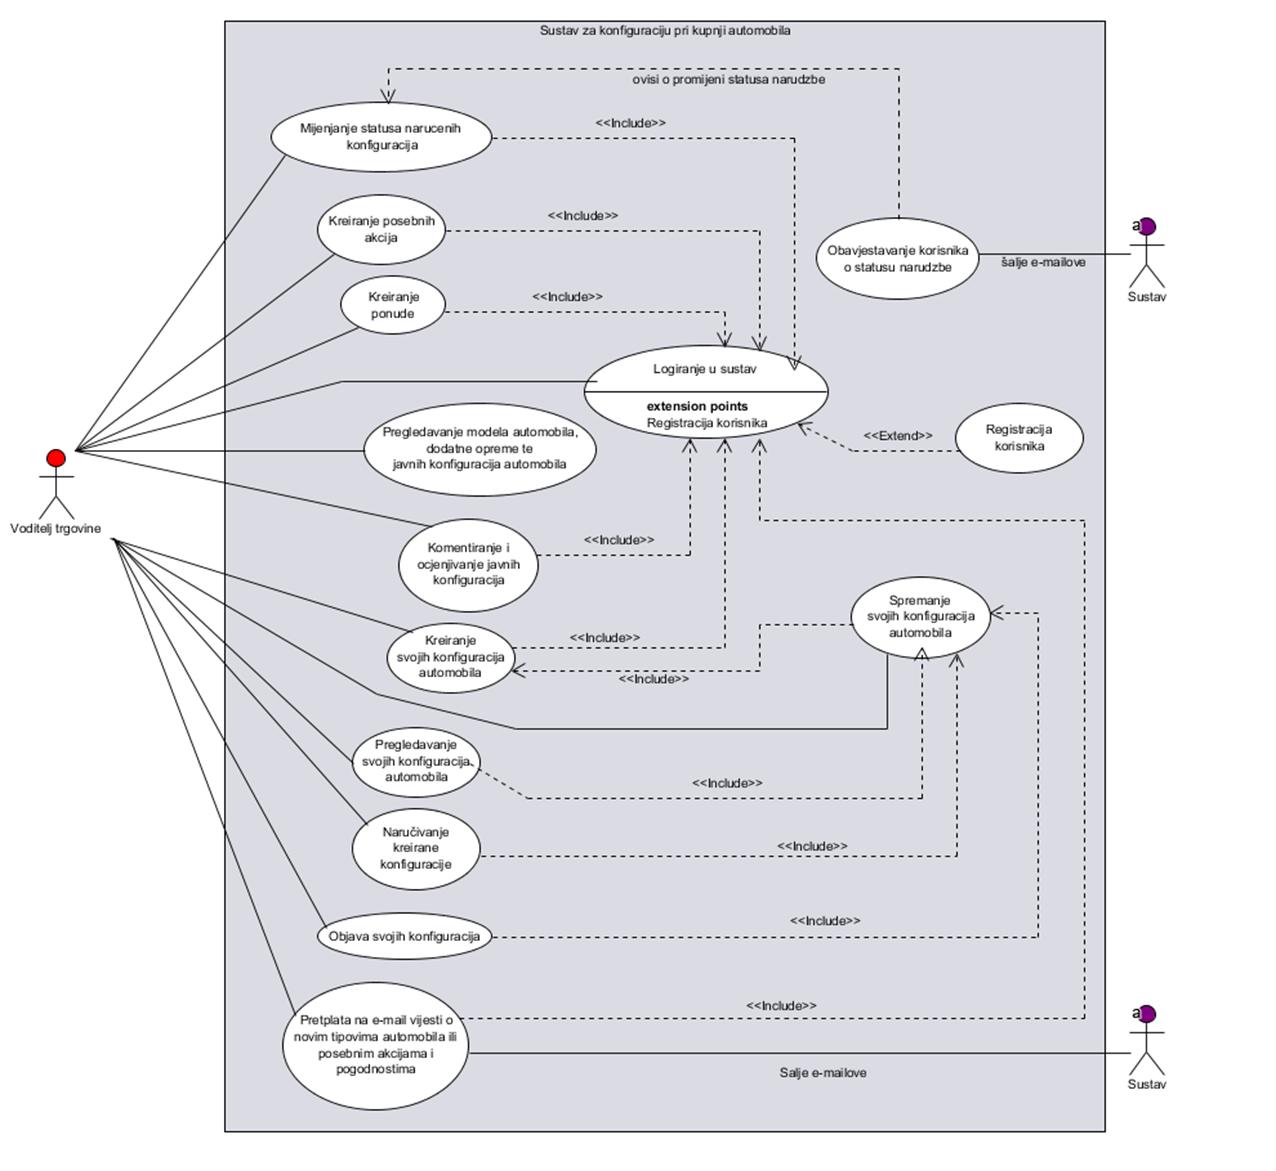 Sustav za konfiguraciju pri kupnji automobila
ovisi o promijeni statusa narudzbe
Mijenjanje statusa narucenih
konfiguracija
<<Include>>
Kreiranje posebnih
akcija
<<Include>>
Obavjestavanje korisnika
o statusu narudzbe
šalje e-mailove
a
Sustav
Kreiranje
ponude
<<Include>>
Logiranje u sustav
extension points
Registracija korisnika
<<Extend>>
Registracija
korisnika
Pregledavanje modela automobila,
dodatne opreme te
javnih konfiguracija automobila
Voditelj trgovine
Komentiranje i
ocjenjivanje javnih
konfiguracija
<<Include>>
Spremanje
svojih konfiguracija
automobila
Kreiranje
svojih konfiguracija
automobila
<<Include>>
<<Include>>
Pregledavanje
svojih konfiguracija
automobila
<<Include>>
Naručivanje
kreirane
konfiguracije
<<Include>>
Objava svojih konfiguracija
<<Include>>
Pretplata na e-mail vijesti o
novim tipovima automobila ili
posebnim akcijama i
pogodnostima
<<Include>>
Salje e-mailove
a
Sustav